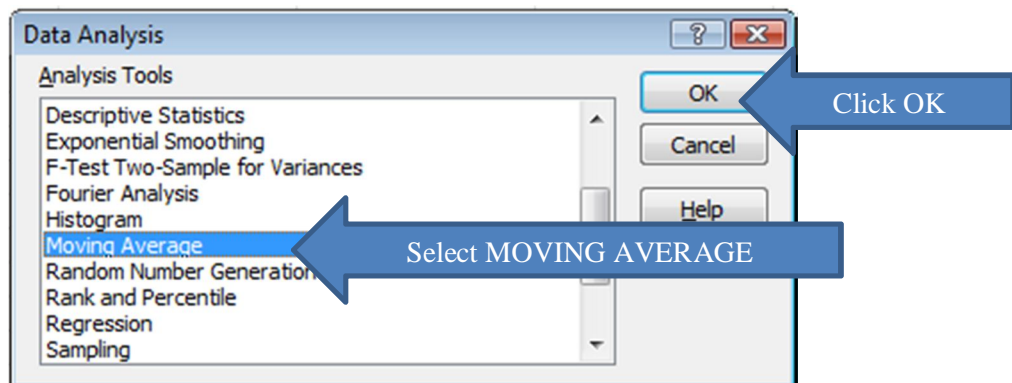 Data Analysis
Analysis Tools
Descriptive Statistics
Exponential Smoothing
F-Test Two-Sample for Variances
Fourier Analysis
Histogram
Moving Average
Random Number Generation
Rank and Percentile
Regression
Sampling
OK
Cancel
Help
Click OK
Select MOVING AVERAGE